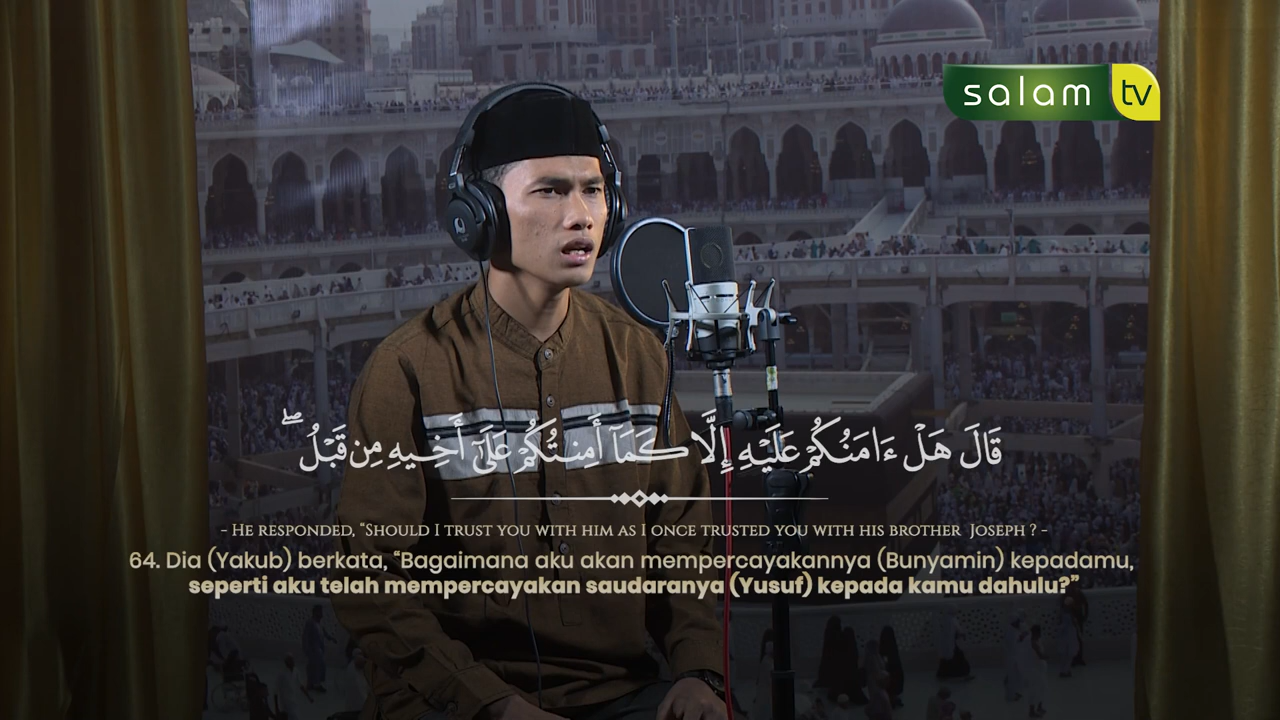 salam tv
قَالَ هَلْ ءَامَنُكُمْ عَلَيْهِ إِلَّا كَمَآ أَمِنتُكُمْ عَلَىٰٓ أَخِيهِ مِن قَبْلُ ۖ
- He responded, “Should I trust you with him as I once trusted you with his brother Joseph ? -
64. Dia (Yakub) berkata, “Bagaimana aku akan mempercayakannya (Bunyamin) kepadamu,
seperti aku telah mempercayakan saudaranya (Yusuf) kepada kamu dahulu?”